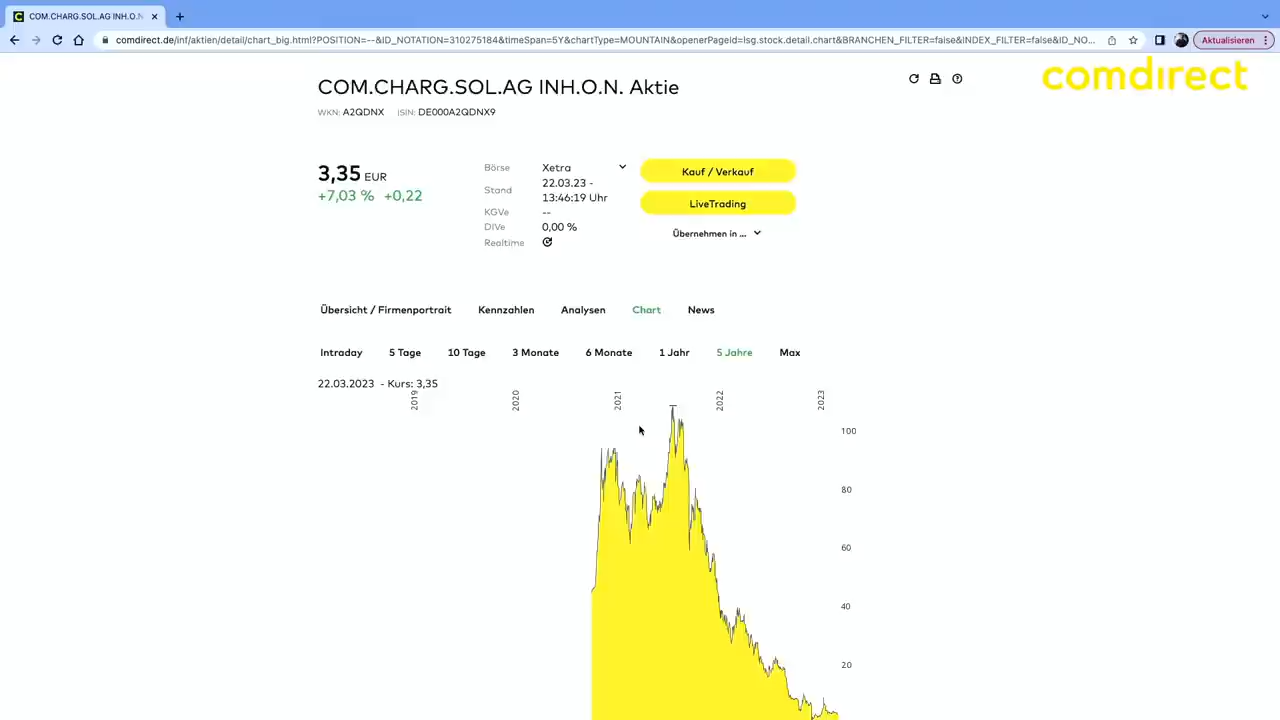 COM.CHARG.SOL.AG INH.O.N
comdirect.de/inf/aktien/detail/chart_big.html?POSITION=--&ID_NOTATION=310275184&timeSpan=5Y&chartType=MOUNTAIN&openerPageid=lsg.stock.detail.chart&BRANCHEN_FILTER=false&INDEX_FILTER=false&ID_NO...
Aktualisieren
comdirect
COM.CHARG.SOL.AG INH.O.N. Aktie
WKN: A2QDNX ISIN: DE000A2QDNX9
3,35 EUR
+7,03 % +0,22
Börse Xetra
Stand 22.03.23 -
13:46:19 Uhr
KGVe --
DIVe 0,00 %
Realtime
Kauf / Verkauf
LiveTrading
Übernehmen in ...
Übersicht / Firmenportrait Kennzahlen Analysen Chart News
Intraday 5 Tage 10 Tage 3 Monate 6 Monate 1 Jahr 5 Jahre Max
22.03.2023 - Kurs: 3,35
2019 2020 2021 2022 2023
100
80
60
40
20